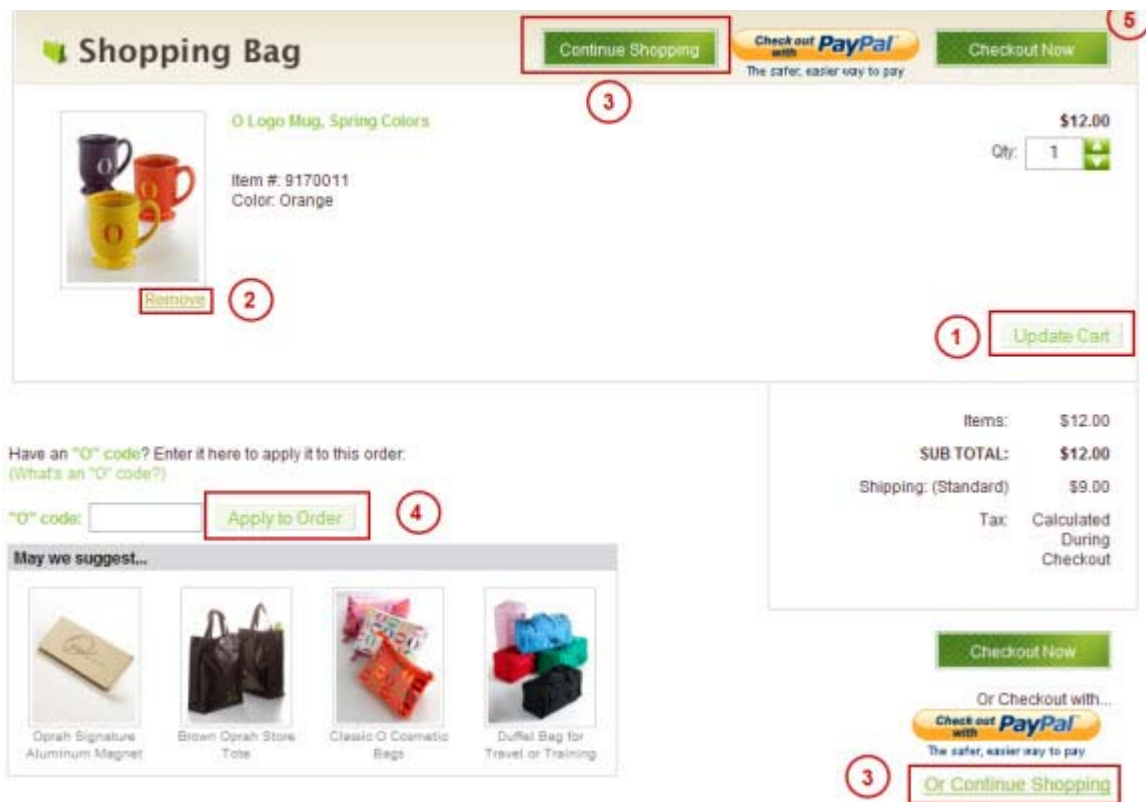 5
Shopping Bag
Continue Shopping
Check out with PayPal
The safer, easier way to pay
Checkout Now
3
O Logo Mug, Spring Colors
$12.00
Qty: 1
Item #: 9170011
Color: Orange
O
O
O
Remove
2
1
Update Cart
Items: $12.00
SUB TOTAL: $12.00
Shipping: (Standard) $9.00
Tax: Calculated
During
Checkout
Have an "O" code? Enter it here to apply it to this order.
(What's an "O" code?)
"O" code:
Apply to Order
4
May we suggest...
Oprah Signature
Aluminum Magnet
Brown Oprah Store
Tote
Classic O Cosmetic
Bags
Duffel Bag for
Travel or Training
Checkout Now
Or Checkout with...
Check out with PayPal
The safer, easier way to pay
3
Or Continue Shopping